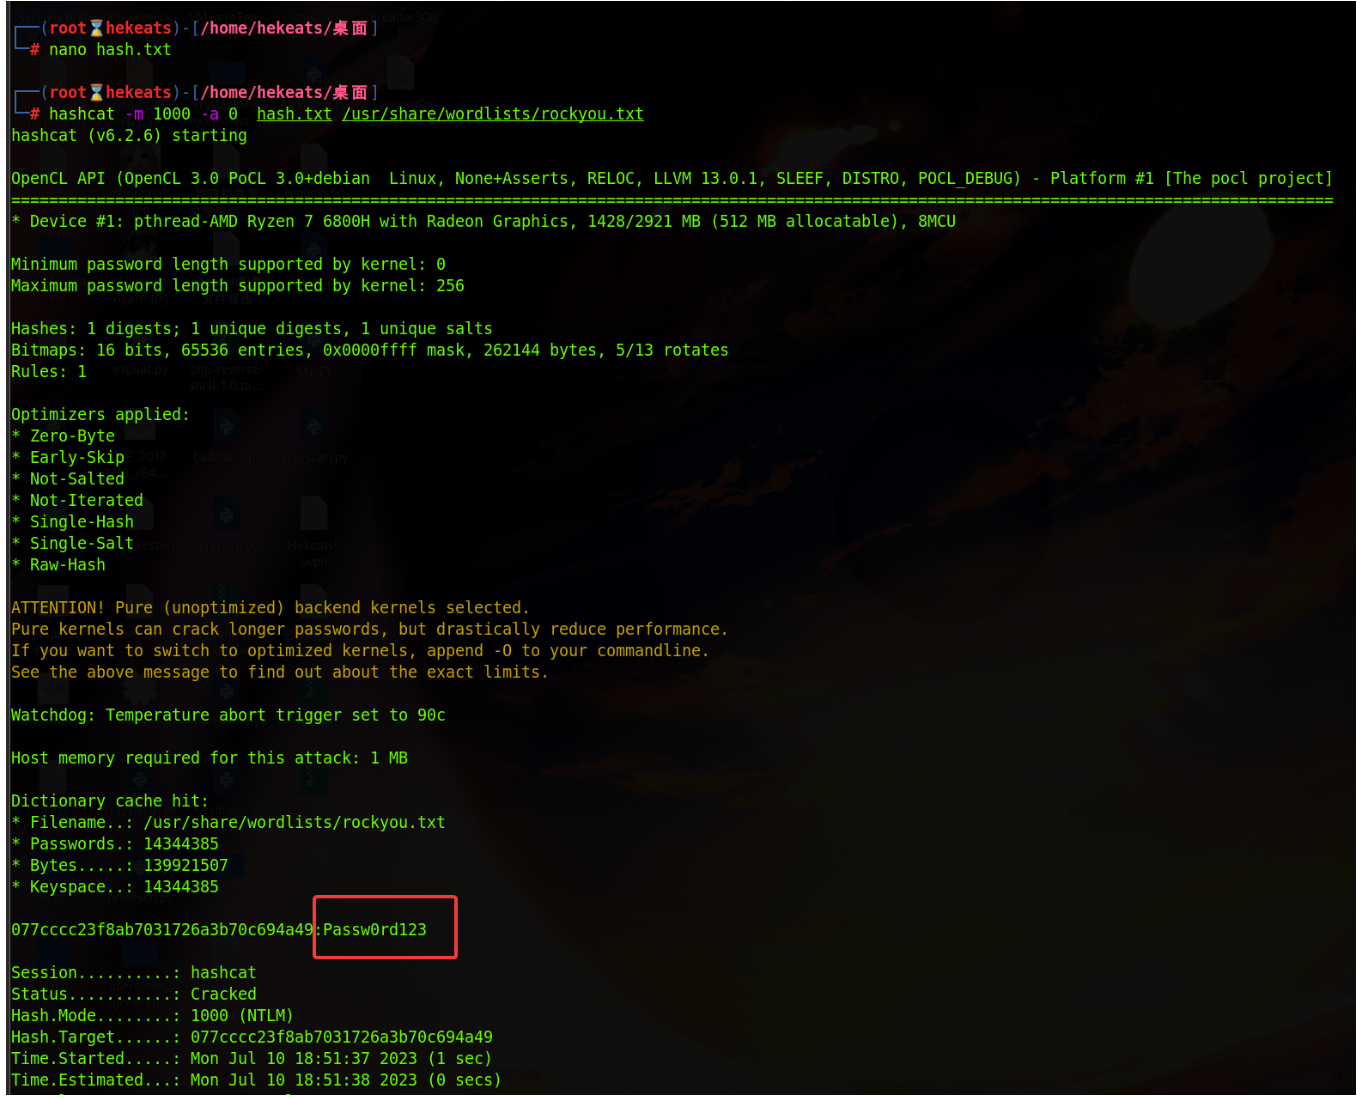 ┌──(root⌛hekeats)-[/home/hekeats/桌面]
└─# nano hash.txt
┌──(root⌛hekeats)-[/home/hekeats/桌面]
└─# hashcat -m 1000 -a 0  hash.txt /usr/share/wordlists/rockyou.txt
hashcat (v6.2.6) starting
OpenCL API (OpenCL 3.0 PoCL 3.0+debian  Linux, None+Asserts, RELOC, LLVM 13.0.1, SLEEF, DISTRO, POCL_DEBUG) - Platform #1 [The pocl project]
============================================================================================================================================
* Device #1: pthread-AMD Ryzen 7 6800H with Radeon Graphics, 1428/2921 MB (512 MB allocatable), 8MCU
Minimum password length supported by kernel: 0
Maximum password length supported by kernel: 256
Hashes: 1 digests; 1 unique digests, 1 unique salts
Bitmaps: 16 bits, 65536 entries, 0x0000ffff mask, 262144 bytes, 5/13 rotates
Rules: 1
Optimizers applied:
* Zero-Byte
* Early-Skip
* Not-Salted
* Not-Iterated
* Single-Hash
* Single-Salt
* Raw-Hash
ATTENTION! Pure (unoptimized) backend kernels selected.
Pure kernels can crack longer passwords, but drastically reduce performance.
If you want to switch to optimized kernels, append -O to your commandline.
See the above message to find out about the exact limits.
Watchdog: Temperature abort trigger set to 90c
Host memory required for this attack: 1 MB
Dictionary cache hit:
* Filename..: /usr/share/wordlists/rockyou.txt
* Passwords.: 14344385
* Bytes.....: 139921507
* Keyspace..: 14344385
077cccc23f8ab7031726a3b70c694a49:Passw0rd123
Session..........: hashcat
Status...........: Cracked
Hash.Mode........: 1000 (NTLM)
Hash.Target......: 077cccc23f8ab7031726a3b70c694a49
Time.Started.....: Mon Jul 10 18:51:37 2023 (1 sec)
Time.Estimated...: Mon Jul 10 18:51:38 2023 (0 secs)